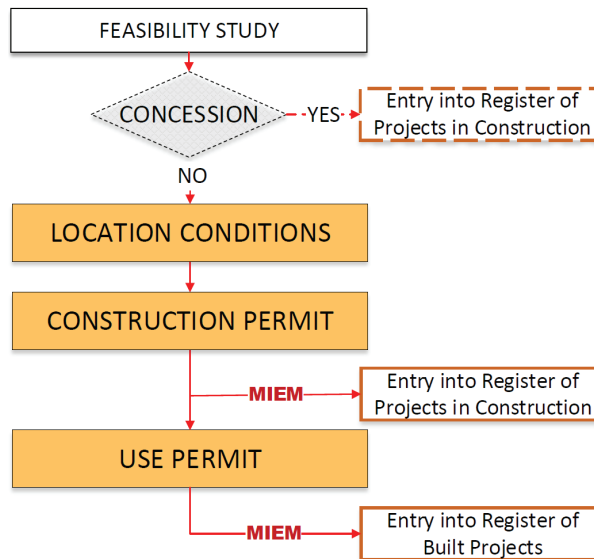 FEASIBILITY STUDY
CONCESSION
YES
Entry into Register of
Projects in Construction
NO
LOCATION CONDITIONS
CONSTRUCTION PERMIT
MIEM
Entry into Register of
Projects in Construction
USE PERMIT
MIEM
Entry into Register of
Built Projects